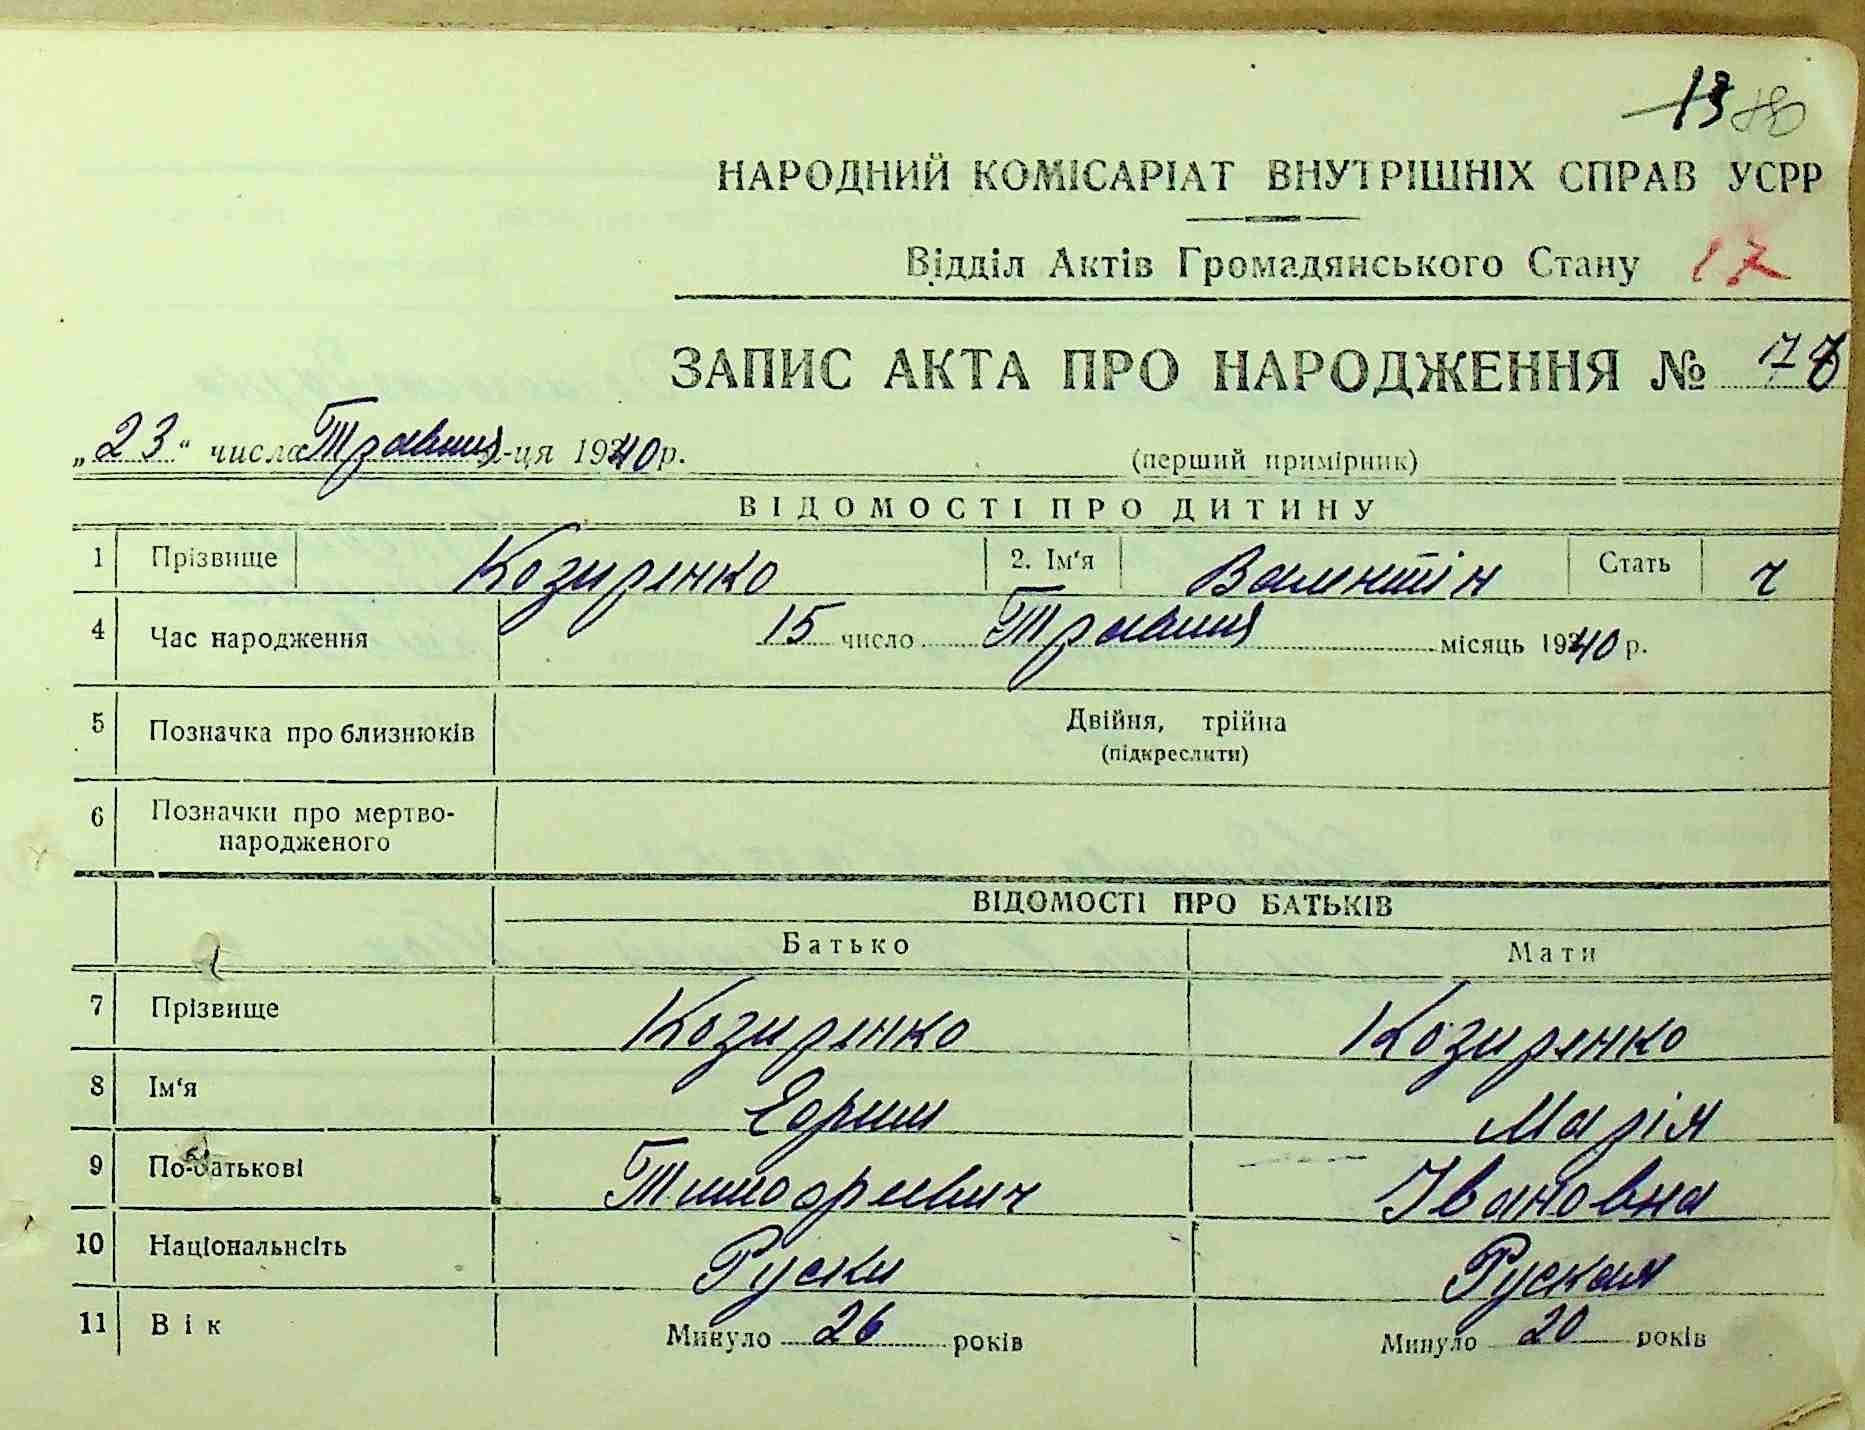 13
НАРОДНИЙ КОМІСАРІАТ ВНУТРІШНІХ СПРАВ УСРР
Відділ Актів Громадянського Стану 17
ЗАПИС АКТА ПРО НАРОДЖЕННЯ №
„23“ числа Травня м-ця 1940 р. (перший примірник)
ВІДОМОСТІ ПРО ДИТИНУ
1 Прізвище Козиренко 2. Ім'я Валентін Стать ч
4 Час народження 15 число Травня місяць 1940 р.
5 Позначка про близнюків Двійня, трійна
(підкреслити)
6 Позначки про мертво-
народженого
ВІДОМОСТІ ПРО БАТЬКІВ
Батько Мати
7 Прізвище Козиренко Козиренко
8 Ім'я Марія
9 По-батькові Тимофеевич Івановна
10 Національнсіть Руски Руская
11 Вік Минуло 26 років Минуло 20 років